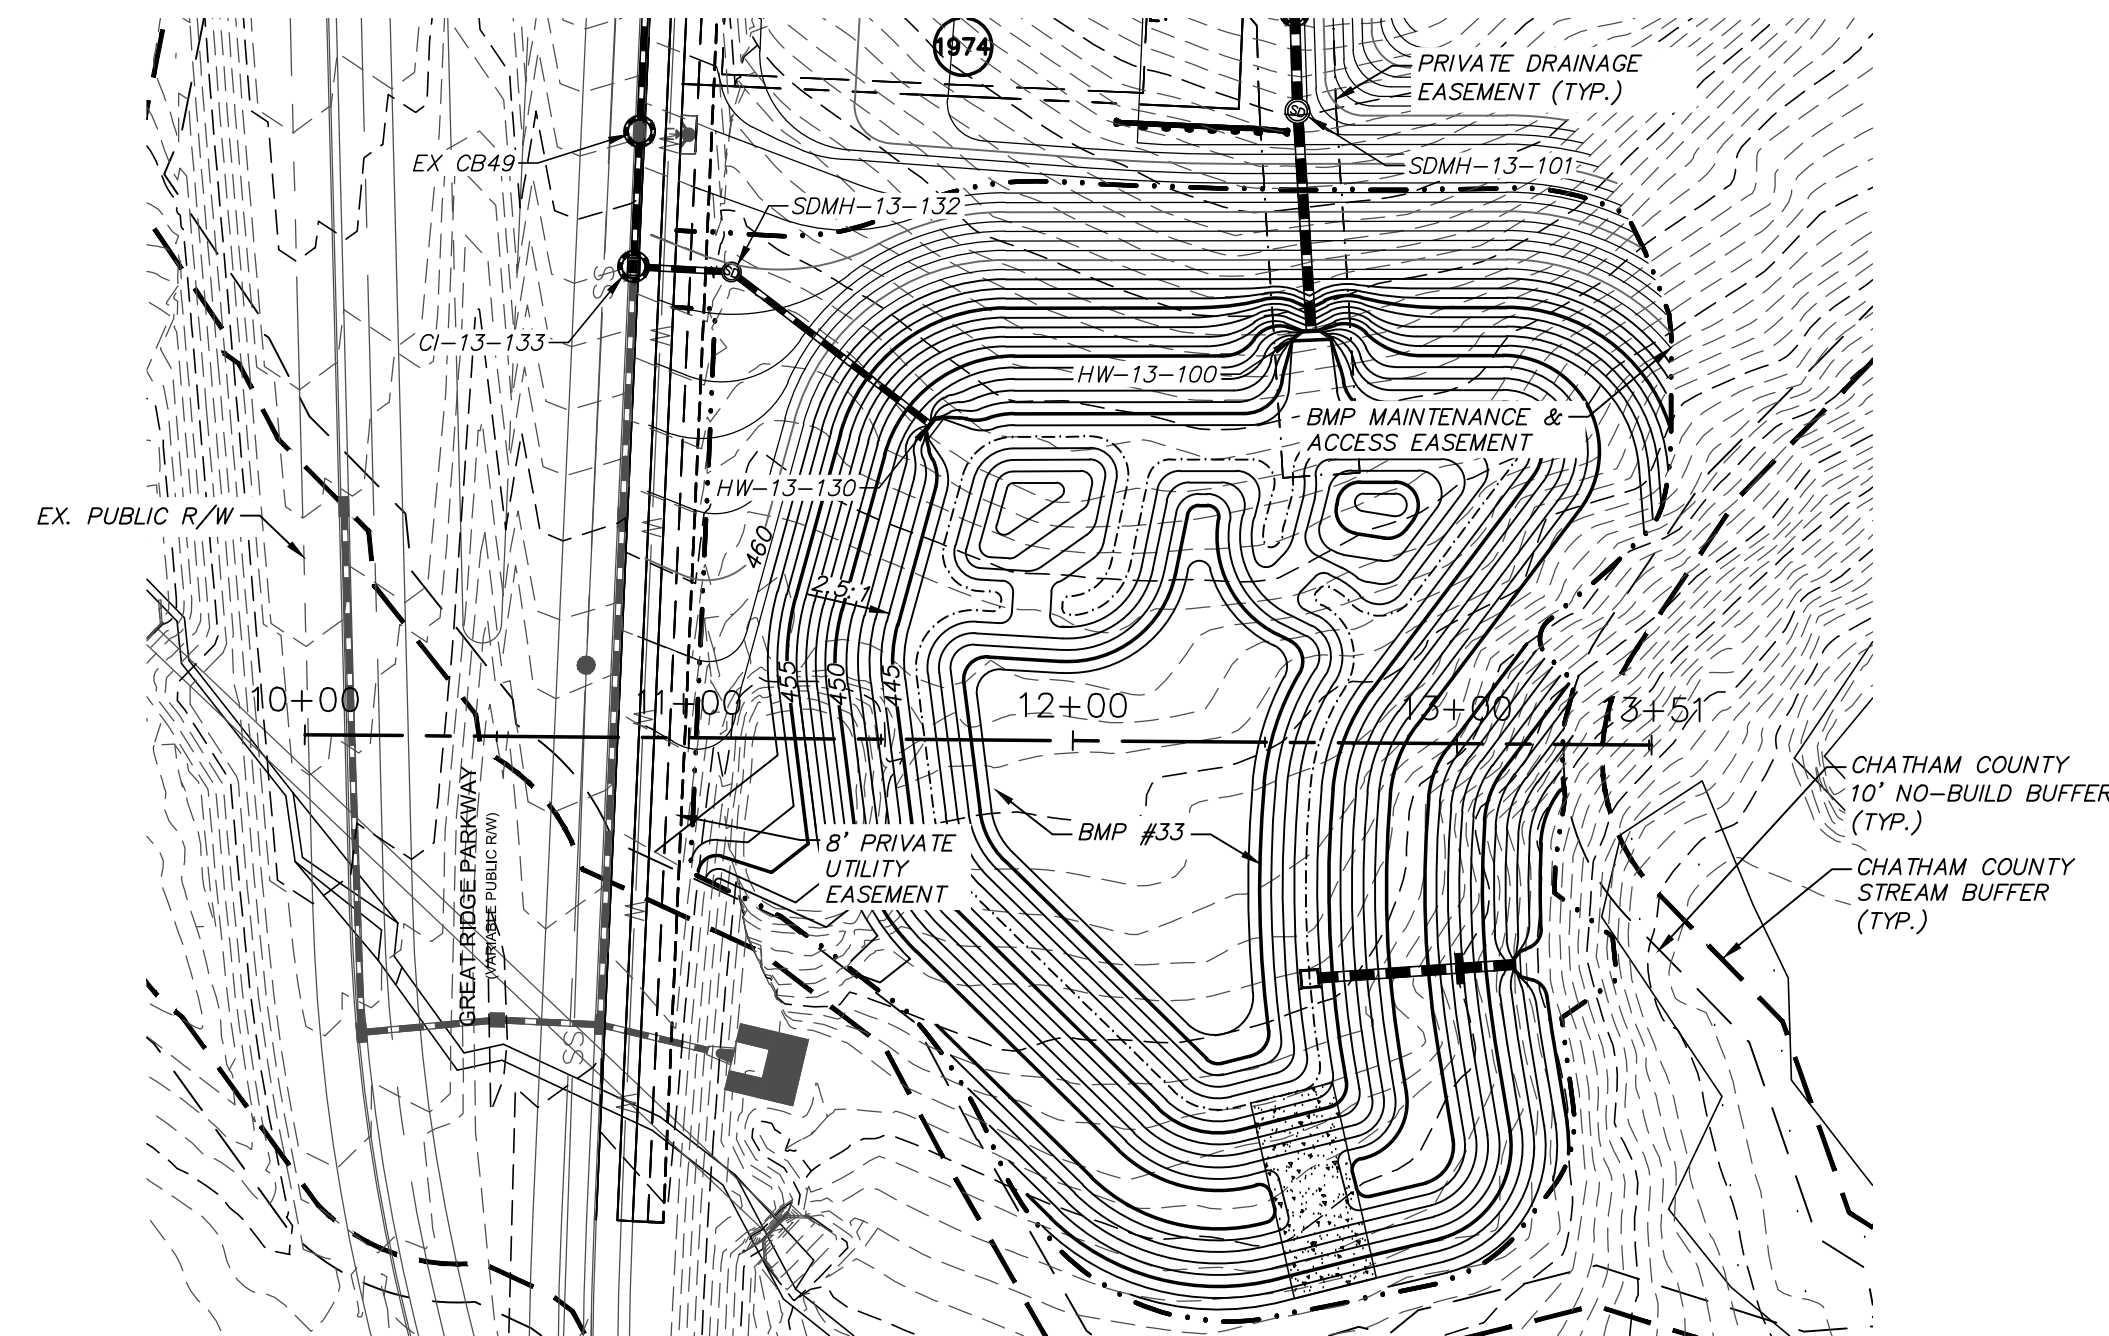 1974
PRIVATE DRAINAGE
EASEMENT (TYP.)
EX CB49
SD
SDMH-13-101
SDMH-13-132
SD
SS
CI-13-133
W
HW-13-100
BMP MAINTENANCE &
ACCESS EASEMENT
HW-13-130
EX. PUBLIC R/W
W
460
2.5:1
455
450
445
10+00
11+00
12+00
13+00
13+51
W
GREAT RIDGE PARKWAY
(VARIABLE PUBLIC R/W)
CHATHAM COUNTY
10' NO-BUILD BUFFER
(TYP.)
8' PRIVATE
UTILITY
EASEMENT
BMP #33
CHATHAM COUNTY
STREAM BUFFER
(TYP.)
W
SS
W